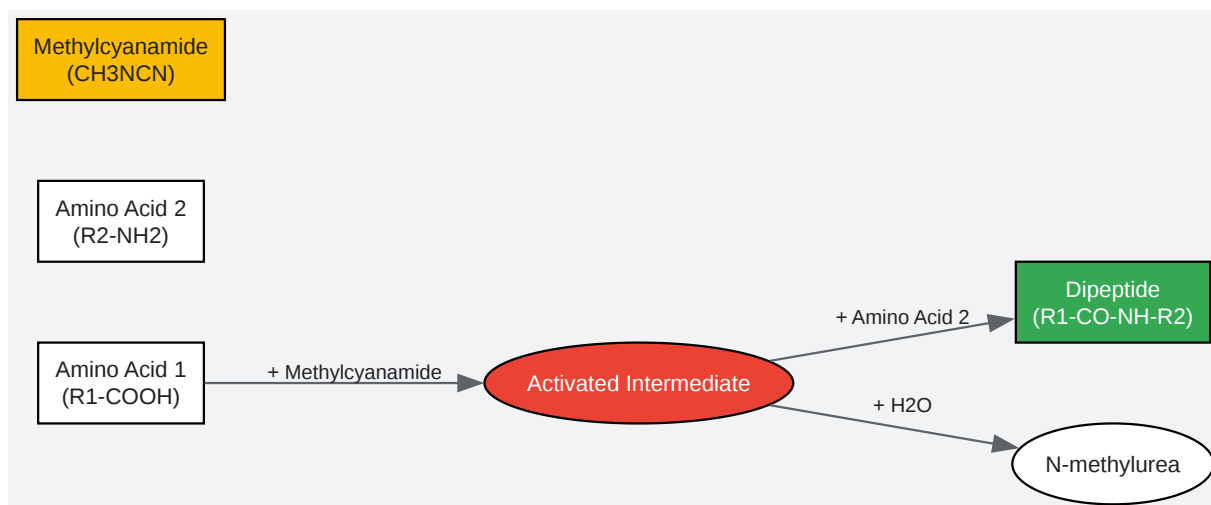 Methylcyanamide
(CH3NCN)
Amino Acid 2
(R2-NH2)
Amino Acid 1
(R1-COOH)
+ Methylcyanamide
Activated Intermediate
+ Amino Acid 2
Dipeptide
(R1-CO-NH-R2)
+ H2O
N-methylurea